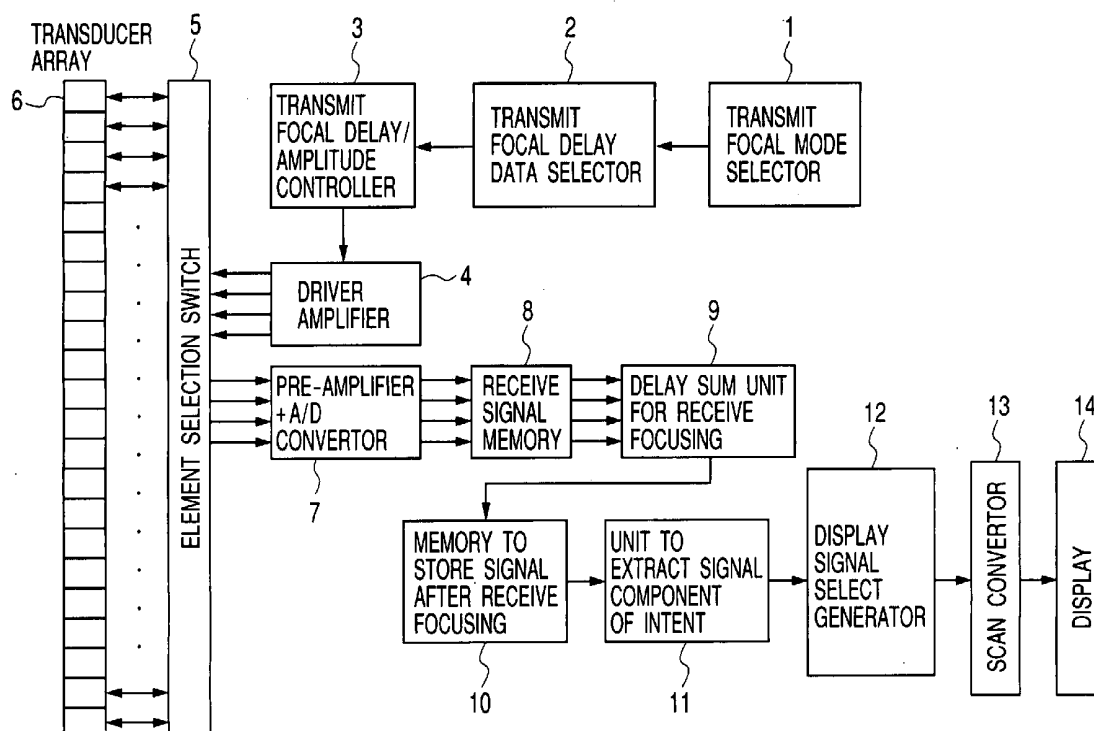 TRANSDUCER
ARRAY
5
3
2
1
6
TRANSMIT
FOCAL DELAY/
AMPLITUDE
CONTROLLER
TRANSMIT
FOCAL DELAY
DATA SELECTOR
TRANSMIT
FOCAL MODE
SELECTOR
ELEMENT SELECTION SWITCH
DRIVER
AMPLIFIER
4
8
9
PRE-AMPLIFIER
+A/D
CONVERTOR
7
RECEIVE
SIGNAL
MEMORY
DELAY SUM UNIT
FOR RECEIVE
FOCUSING
12
13
14
MEMORY TO
STORE SIGNAL
AFTER RECEIVE
FOCUSING
10
UNIT TO
EXTRACT SIGNAL
COMPONENT
OF INTENT
11
DISPLAY
SIGNAL
SELECT
GENERATOR
SCAN CONVERTOR
DISPLAY